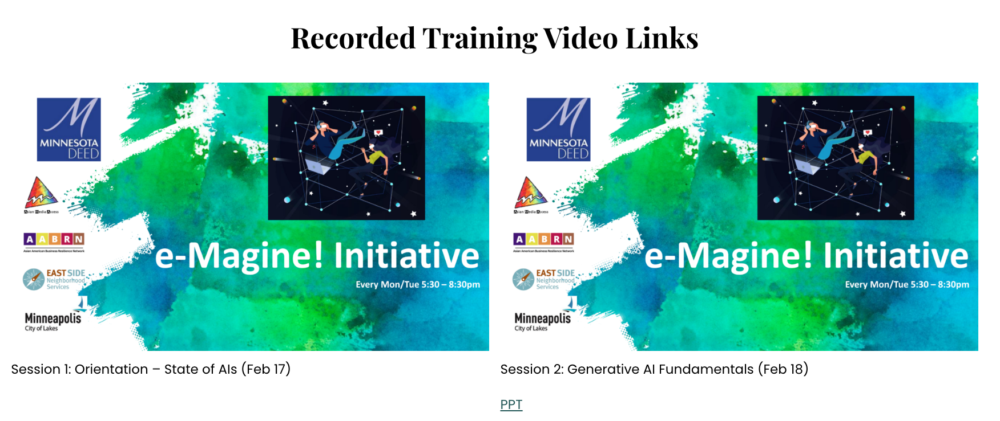 Recorded Training Video Links
MINNESOTA
DEED
Asian Media Access
A A B R N
Asian American Business Resilience Network
EAST SIDE
Neighborhood
Services
Minneapolis
City of Lakes
e-Magine! Initiative
Every Mon/Tue 5:30 – 8:30pm
Session 1: Orientation – State of AIs (Feb 17)
MINNESOTA
DEED
Asian Media Access
A A B R N
Asian American Business Resilience Network
EAST SIDE
Neighborhood
Services
Minneapolis
City of Lakes
e-Magine! Initiative
Every Mon/Tue 5:30 – 8:30pm
Session 2: Generative AI Fundamentals (Feb 18)
PPT